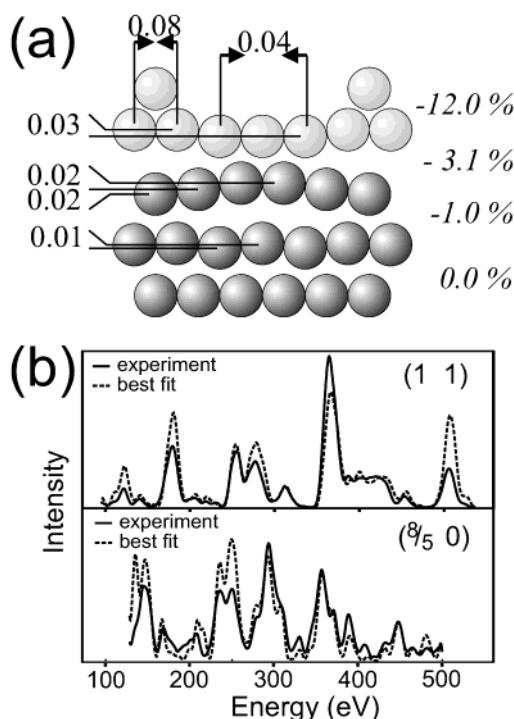 (a)
0.08
0.04
-12.0 %
0.03
- 3.1 %
0.02
0.02
-1.0 %
0.01
0.0 %
(b)
experiment
best fit
(1 1)
Intensity
experiment
best fit
(8/5 0)
100 200 300 400 500
Energy (eV)